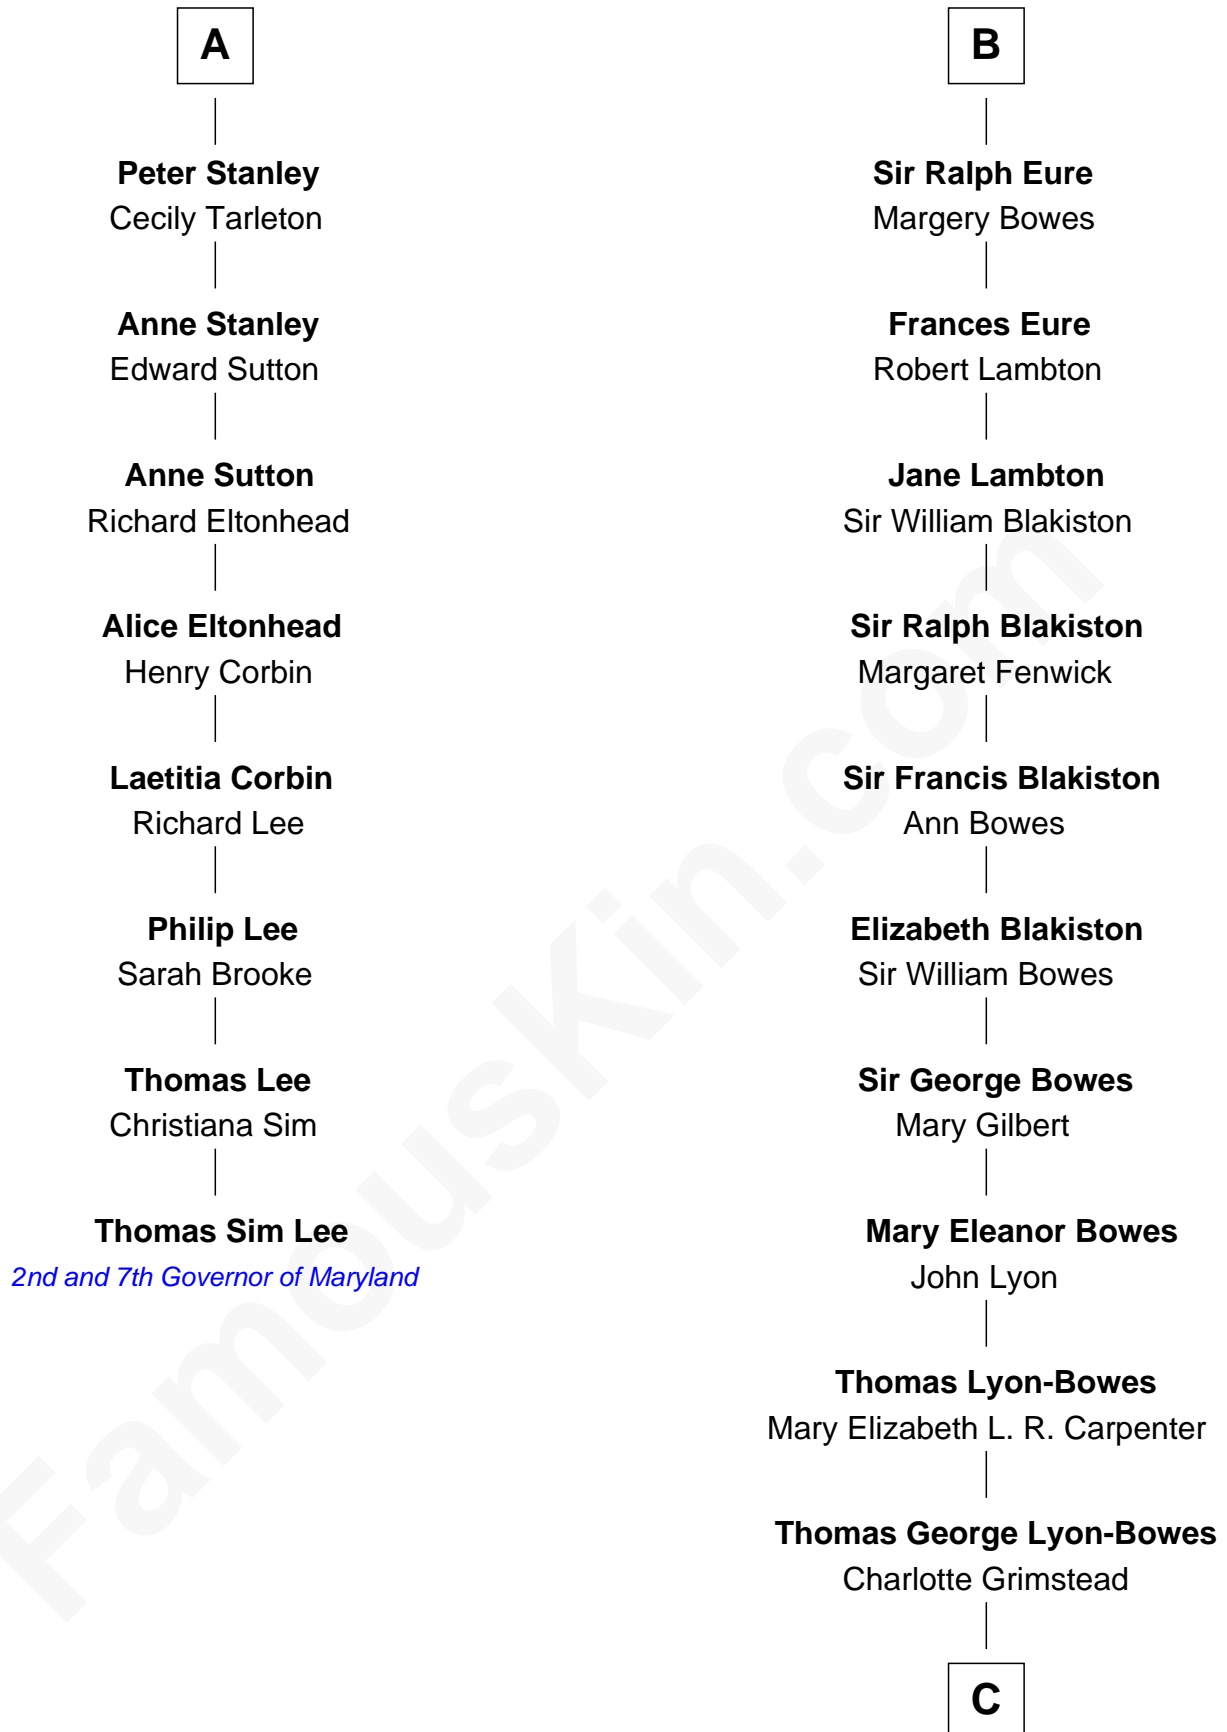 A
Peter Stanley
Cecily Tarleton
Anne Stanley
Edward Sutton
Anne Sutton
Richard Eltonhead
Alice Eltonhead
Henry Corbin
Laetitia Corbin
Richard Lee
Philip Lee
Sarah Brooke
Thomas Lee
Christiana Sim
Thomas Sim Lee
2nd and 7th Governor of Maryland
B
Sir Ralph Eure
Margery Bowes
Frances Eure
Robert Lambton
Jane Lambton
Sir William Blakiston
Sir Ralph Blakiston
Margaret Fenwick
Sir Francis Blakiston
Ann Bowes
Elizabeth Blakiston
Sir William Bowes
Sir George Bowes
Mary Gilbert
Mary Eleanor Bowes
John Lyon
Thomas Lyon-Bowes
Mary Elizabeth L. R. Carpenter
Thomas George Lyon-Bowes
Charlotte Grimstead
C
FamousKin.com